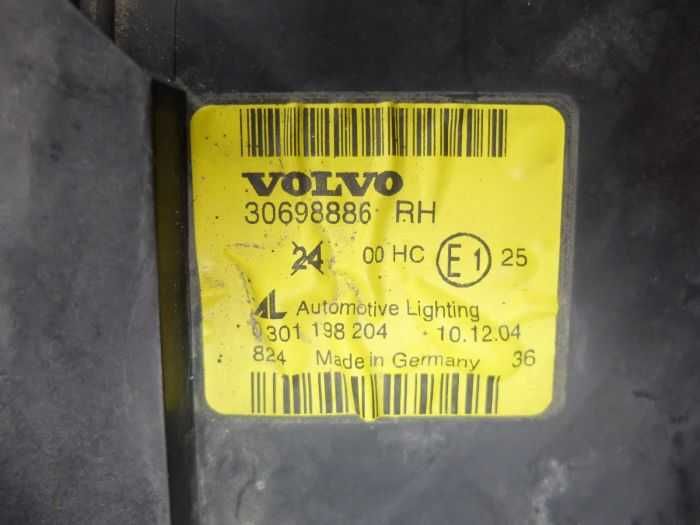 VOLVO
30698886 RH
24 00 HC E1 25
AL Automotive Lighting
0 301 198 204 10.12.04
824 Made in Germany 36